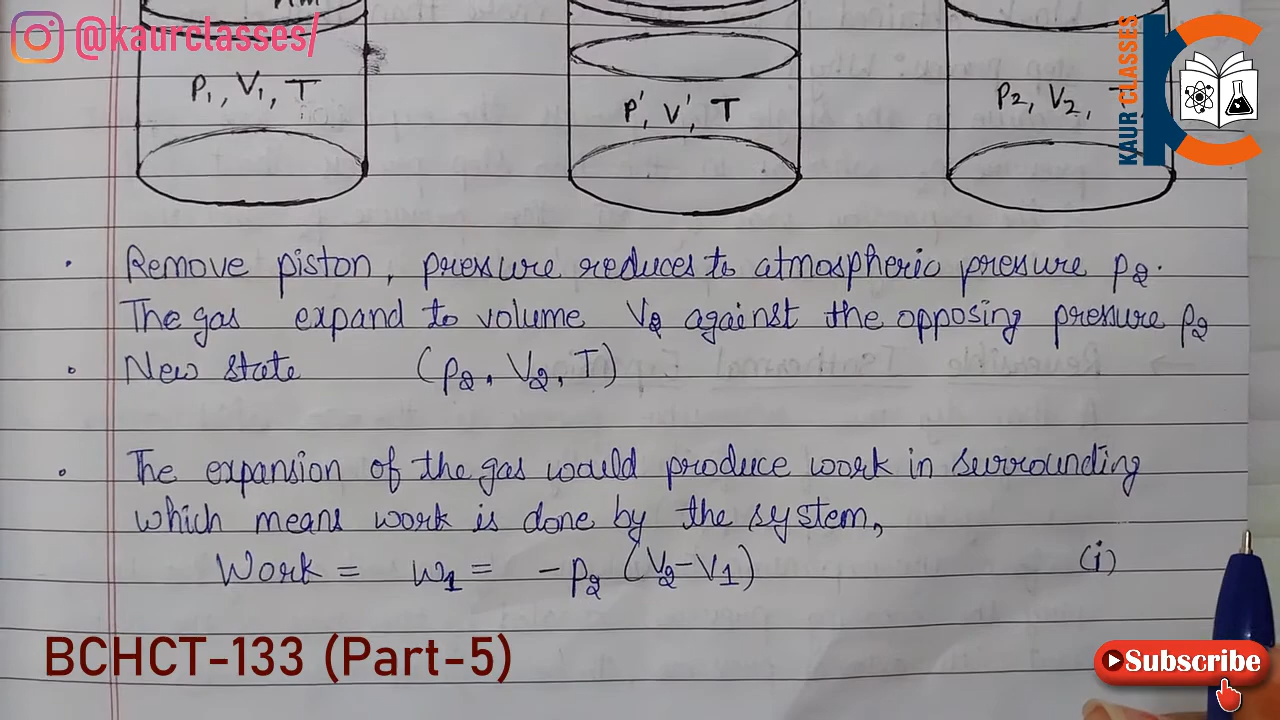 @kaurclasses/
KAUR CLASSES
P1, V1, T
P', V', T
P2, V2,
. Remove piston, pressure reduces to atmospheric pressure p2.
The gas expand to volume V2 against the opposing pressure p2
. New state (p2, V2, T)
. The expansion of the gas would produce work in surrounding
which means work is done by the system,
Work = w1 = -p2 (V2-V1) (i)
BCHCT-133 (Part-5)
Subscribe